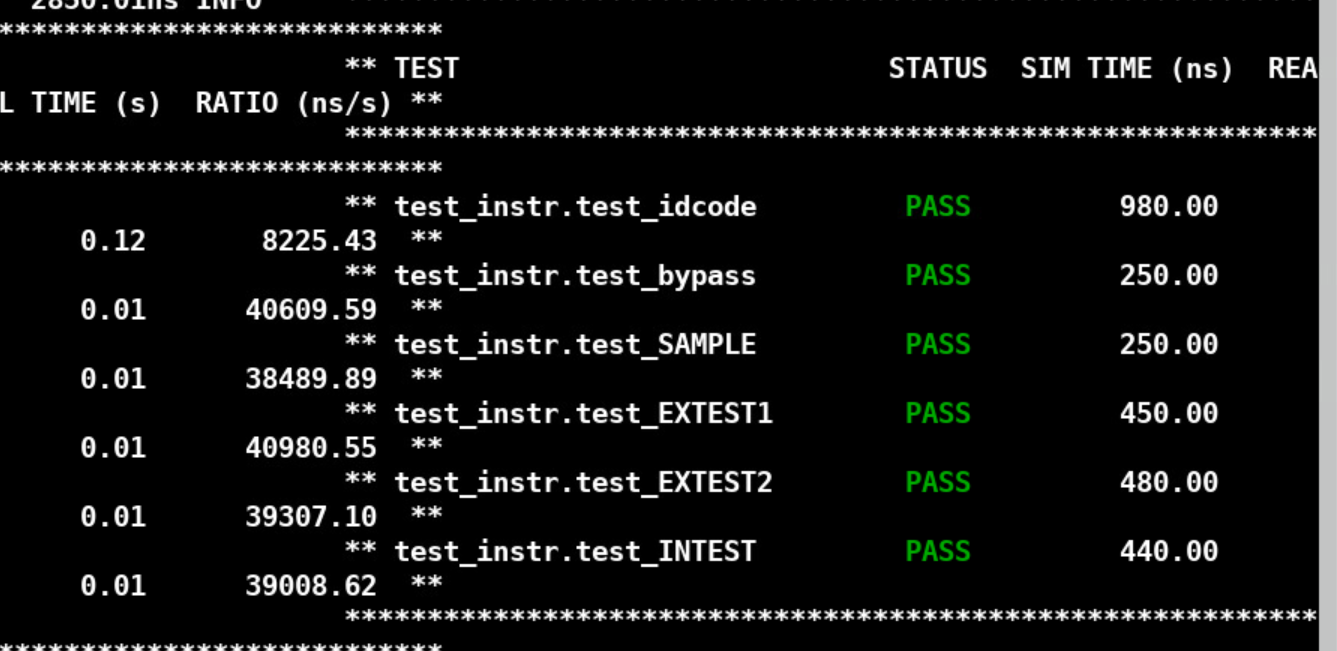 2850.01ns INFO
***************************
** TEST STATUS SIM TIME (ns) REA
L TIME (s) RATIO (ns/s) **
***********************************************************
***************************
** test_instr.test_idcode PASS 980.00
0.12 8225.43 **
** test_instr.test_bypass PASS 250.00
0.01 40609.59 **
** test_instr.test_SAMPLE PASS 250.00
0.01 38489.89 **
** test_instr.test_EXTEST1 PASS 450.00
0.01 40980.55 **
** test_instr.test_EXTEST2 PASS 480.00
0.01 39307.10 **
** test_instr.test_INTEST PASS 440.00
0.01 39008.62 **
***********************************************************
***************************